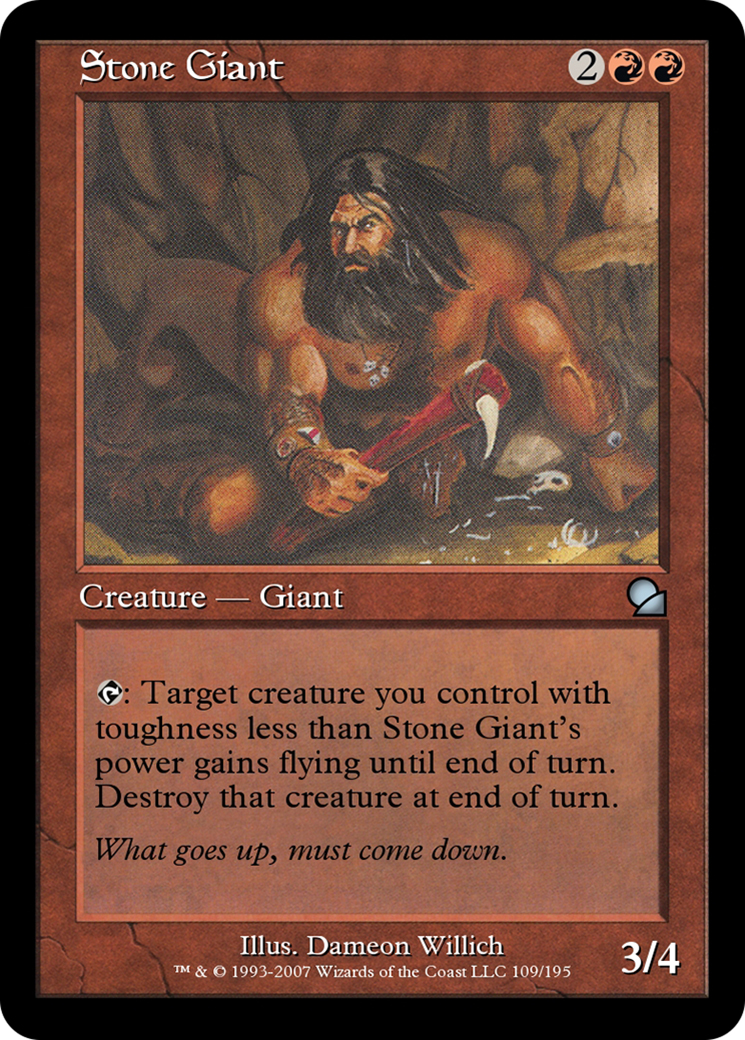 Stone Giant 2
Creature — Giant
: Target creature you control with
toughness less than Stone Giant's
power gains flying until end of turn.
Destroy that creature at end of turn.
What goes up, must come down.
Illus. Dameon Willich
™ & © 1993-2007 Wizards of the Coast LLC 109/195
3/4